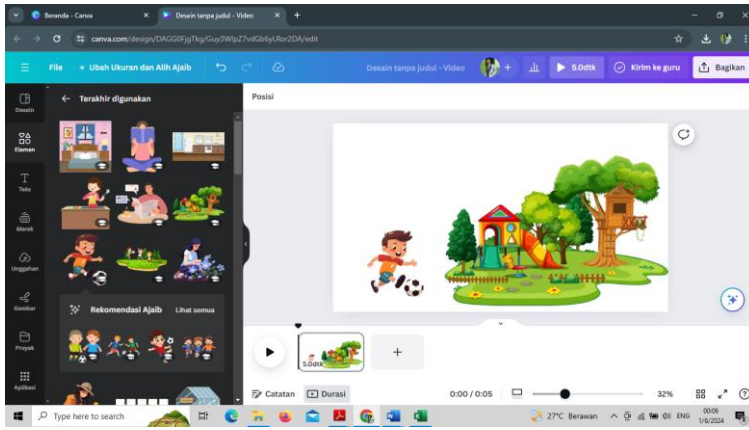 Beranda - Canva
Desain tanpa judul - Video
canva.com/design/DAGG0FjgTkg/Guy3WlpZ7vdGb6yLRor2DA/edit
File
Ubah Ukuran dan Alih Ajaib
Desain tanpa judul - Video
5.0dtk
Kirim ke guru
Bagikan
Desain
Elemen
Teks
Merek
Unggahan
Gambar
Proyek
Aplikasi
Terakhir digunakan
Rekomendasi Ajaib
Lihat semua
Posisi
5.0dtk
Catatan
Durasi
0:00 / 0:05
32%
Type here to search
27°C Berawan
ENG
00:06
1/6/2024